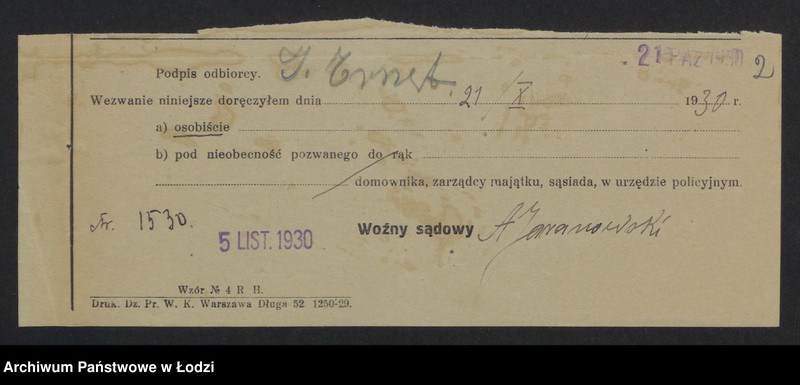 21 PAŹ 1930 2
Podpis odbiorcy. J. Ernst.
Wezwanie niniejsze doręczyłem dnia 21 X 1930 r.
a) osobiście
b) pod nieobecność pozwanego do rąk
domownika, zarządcy majątku, sąsiada, w urzędzie policyjnym.
Nr. 1530.
5 LIST. 1930
Woźny sądowy
Wzór № 4 R. H.
Druk. Dz. Pr. W. K. Warszawa Długa 52 1250-29.
Archiwum Państwowe w Łodzi